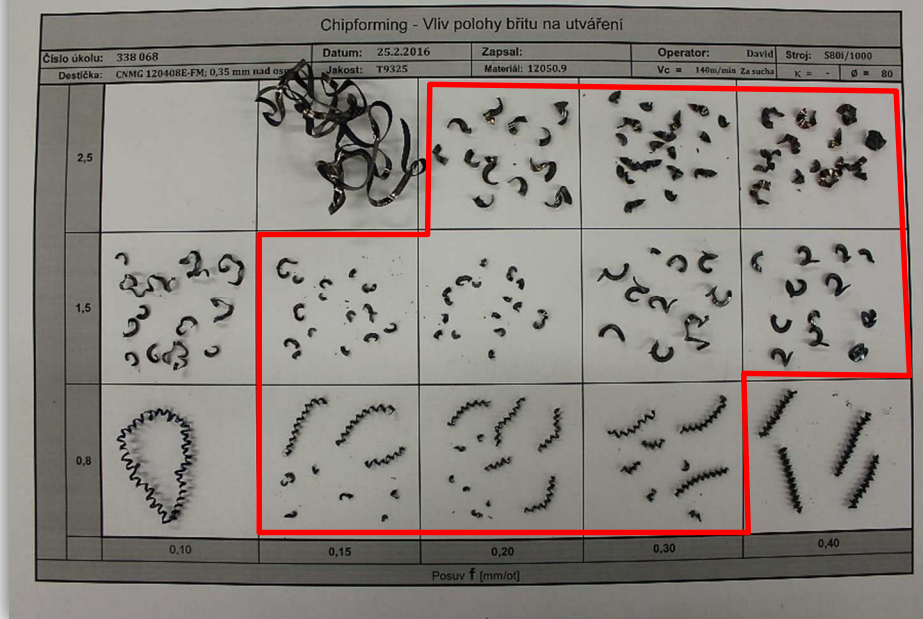 Chipforming - Vliv polohy břitu na utváření
Číslo úkolu: 338 068 Datum: 25.2.2016 Zapsal: Operator: David Stroj: S80i/1000
Destička: CNMG 120408E-FM; 0,35 mm nad Jakost: T9325 Materiál: 12050.9 Vc = 140m/min Za sucha K = - Ø = 80
2,5
1,5
0,8
0,10 0,15 0,20 0,30 0,40
Posuv f [mm/ot]